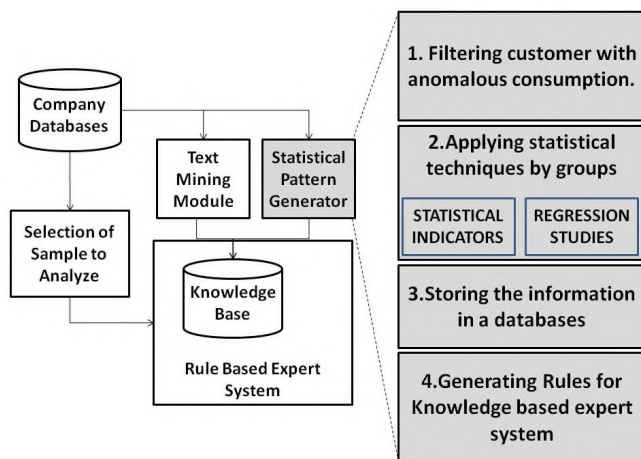 Company
Databases
Text
Mining
Module
Statistical
Pattern
Generator
Selection of
Sample to
Analyze
Knowledge
Base
Rule Based Expert
System
1. Filtering customer with
anomalous consumption.
2.Applying statistical
techniques by groups
STATISTICAL
INDICATORS
REGRESSION
STUDIES
3.Storing the information
in a databases
4.Generating Rules for
Knowledge based expert
system